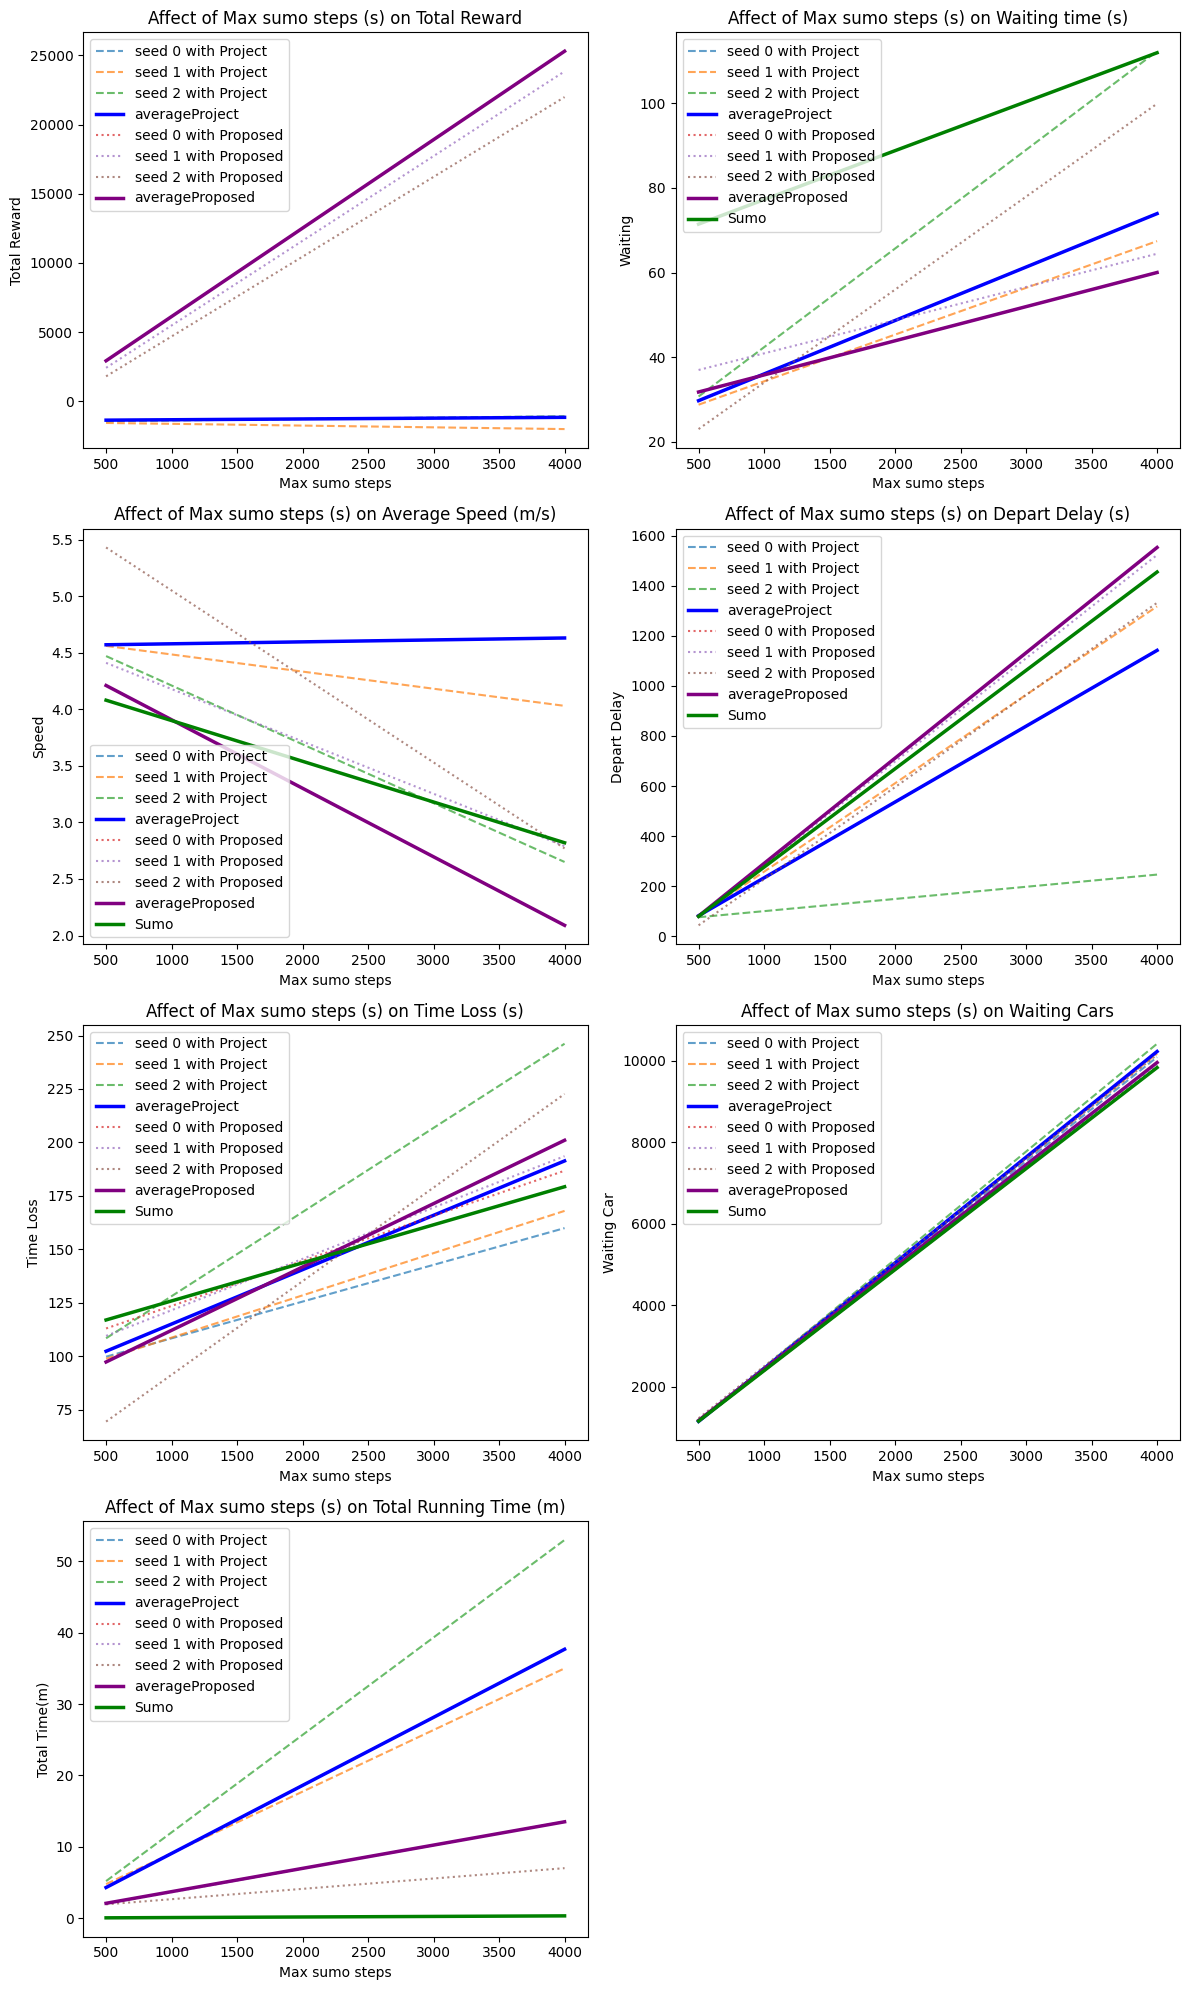 Affect of Max sumo steps (s) on Total Reward
25000
20000
15000
10000
5000
0
Total Reward
seed 0 with Project
seed 1 with Project
seed 2 with Project
averageProject
seed 0 with Proposed
seed 1 with Proposed
seed 2 with Proposed
averageProposed
500 1000 1500 2000 2500 3000 3500 4000
Max sumo steps
Affect of Max sumo steps (s) on Waiting time (s)
100
80
60
40
20
Waiting
seed 0 with Project
seed 1 with Project
seed 2 with Project
averageProject
seed 0 with Proposed
seed 1 with Proposed
seed 2 with Proposed
averageProposed
Sumo
500 1000 1500 2000 2500 3000 3500 4000
Max sumo steps
Affect of Max sumo steps (s) on Average Speed (m/s)
5.5
5.0
4.5
4.0
3.5
3.0
2.5
2.0
Speed
seed 0 with Project
seed 1 with Project
seed 2 with Project
averageProject
seed 0 with Proposed
seed 1 with Proposed
seed 2 with Proposed
averageProposed
Sumo
500 1000 1500 2000 2500 3000 3500 4000
Max sumo steps
Affect of Max sumo steps (s) on Depart Delay (s)
1600
1400
1200
1000
800
600
400
200
0
Depart Delay
seed 0 with Project
seed 1 with Project
seed 2 with Project
averageProject
seed 0 with Proposed
seed 1 with Proposed
seed 2 with Proposed
averageProposed
Sumo
500 1000 1500 2000 2500 3000 3500 4000
Max sumo steps
Affect of Max sumo steps (s) on Time Loss (s)
250
225
200
175
150
125
100
75
Time Loss
seed 0 with Project
seed 1 with Project
seed 2 with Project
averageProject
seed 0 with Proposed
seed 1 with Proposed
seed 2 with Proposed
averageProposed
Sumo
500 1000 1500 2000 2500 3000 3500 4000
Max sumo steps
Affect of Max sumo steps (s) on Waiting Cars
10000
8000
6000
4000
2000
Waiting Car
seed 0 with Project
seed 1 with Project
seed 2 with Project
averageProject
seed 0 with Proposed
seed 1 with Proposed
seed 2 with Proposed
averageProposed
Sumo
500 1000 1500 2000 2500 3000 3500 4000
Max sumo steps
Affect of Max sumo steps (s) on Total Running Time (m)
50
40
30
20
10
0
Total Time(m)
seed 0 with Project
seed 1 with Project
seed 2 with Project
averageProject
seed 0 with Proposed
seed 1 with Proposed
seed 2 with Proposed
averageProposed
Sumo
500 1000 1500 2000 2500 3000 3500 4000
Max sumo steps